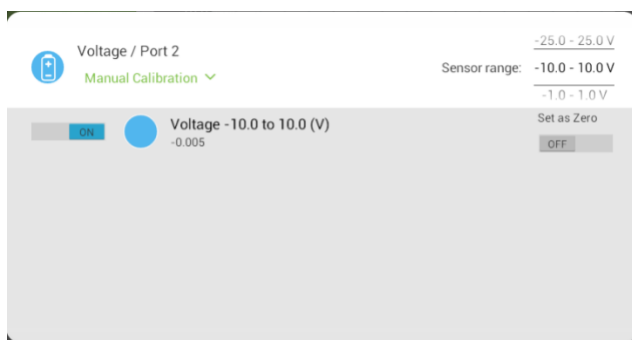 Voltage / Port 2
Manual Calibration
Sensor range:
-25.0 - 25.0 V
-10.0 - 10.0 V
-1.0 - 1.0 V
ON
Voltage -10.0 to 10.0 (V)
-0.005
Set as Zero
OFF